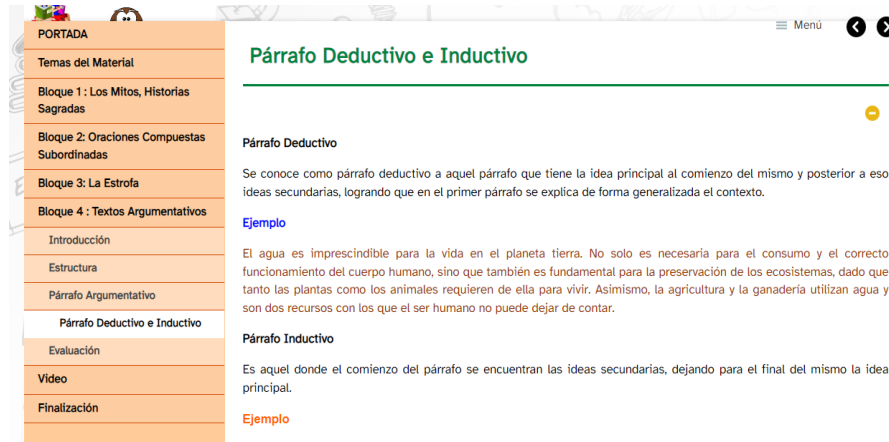 PORTADA
Temas del Material
Bloque 1 : Los Mitos, Historias
Sagradas
Bloque 2: Oraciones Compuestas
Subordinadas
Bloque 3: La Estrofa
Bloque 4 : Textos Argumentativos
Introducción
Estructura
Párrafo Argumentativo
Párrafo Deductivo e Inductivo
Evaluación
Video
Finalización
Menú
Párrafo Deductivo e Inductivo
Párrafo Deductivo
Se conoce como párrafo deductivo a aquel párrafo que tiene la idea principal al comienzo del mismo y posterior a eso
ideas secundarias, logrando que en el primer párrafo se explica de forma generalizada el contexto.
Ejemplo
El agua es imprescindible para la vida en el planeta tierra. No solo es necesaria para el consumo y el correcto
funcionamiento del cuerpo humano, sino que también es fundamental para la preservación de los ecosistemas, dado que
tanto las plantas como los animales requieren de ella para vivir. Asimismo, la agricultura y la ganadería utilizan agua y
son dos recursos con los que el ser humano no puede dejar de contar.
Párrafo Inductivo
Es aquel donde el comienzo del párrafo se encuentran las ideas secundarias, dejando para el final del mismo la idea
principal.
Ejemplo